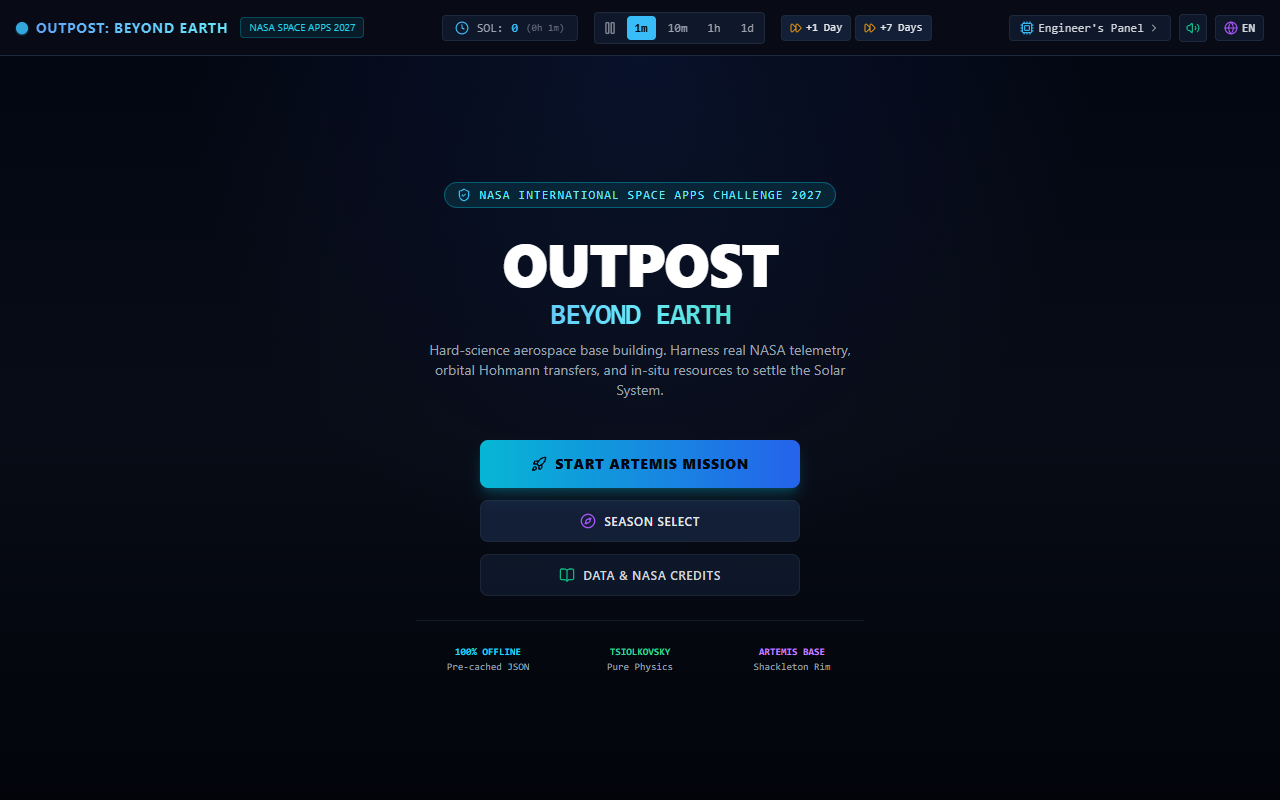 OUTPOST: BEYOND EARTH
NASA SPACE APPS 2027
SOL: 0 (0h 1m)
1m 10m 1h 1d
+1 Day
+7 Days
Engineer's Panel
EN
NASA INTERNATIONAL SPACE APPS CHALLENGE 2027
OUTPOST
BEYOND EARTH
Hard-science aerospace base building. Harness real NASA telemetry,
orbital Hohmann transfers, and in-situ resources to settle the Solar
System.
START ARTEMIS MISSION
SEASON SELECT
DATA & NASA CREDITS
100% OFFLINE
Pre-cached JSON
TSIOLKOVSKY
Pure Physics
ARTEMIS BASE
Shackleton Rim